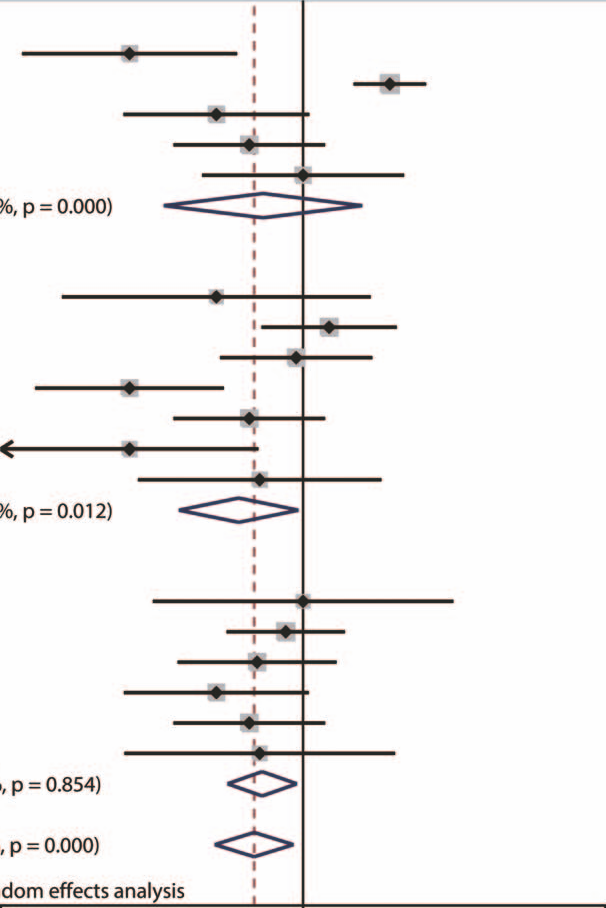 %, p = 0.000)
%, p = 0.012)
, p = 0.854)
, p = 0.000)
dom effects analysis